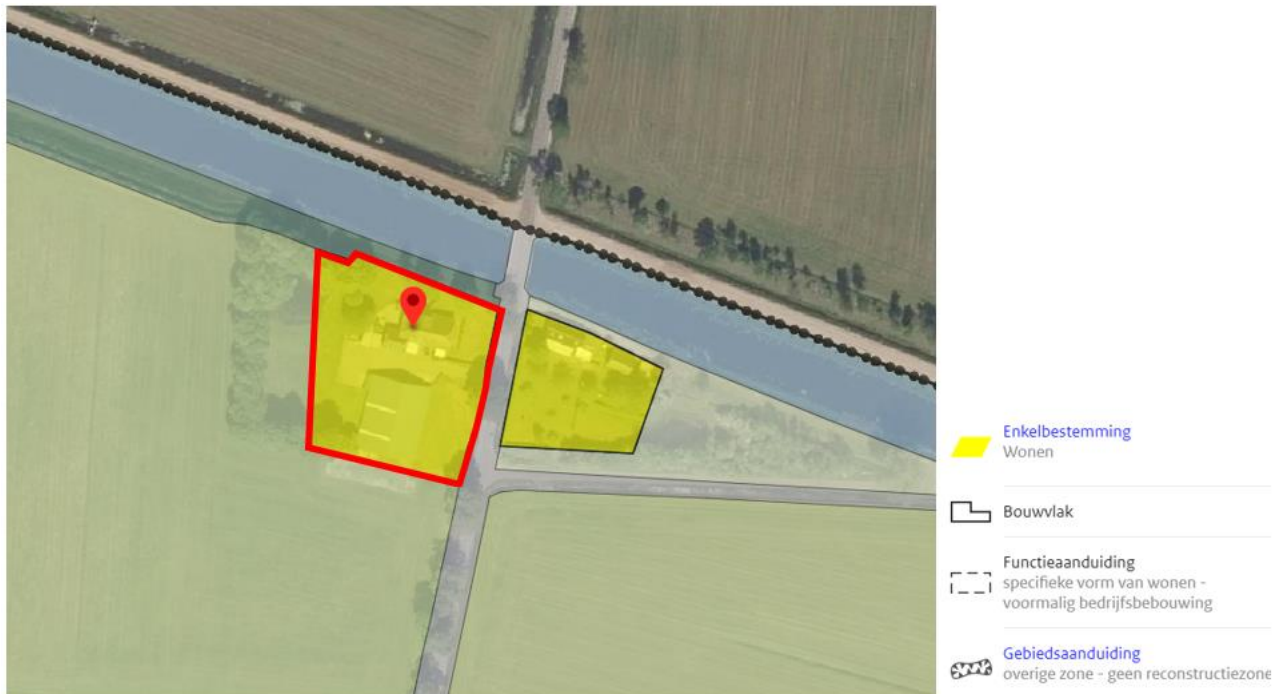 Enkelbestemming
Wonen
Bouwvlak
Functieaanduiding
specifieke vorm van wonen -
voormalig bedrijfsbebouwing
Gebiedsaanduiding
overige zone - geen reconstructiezone